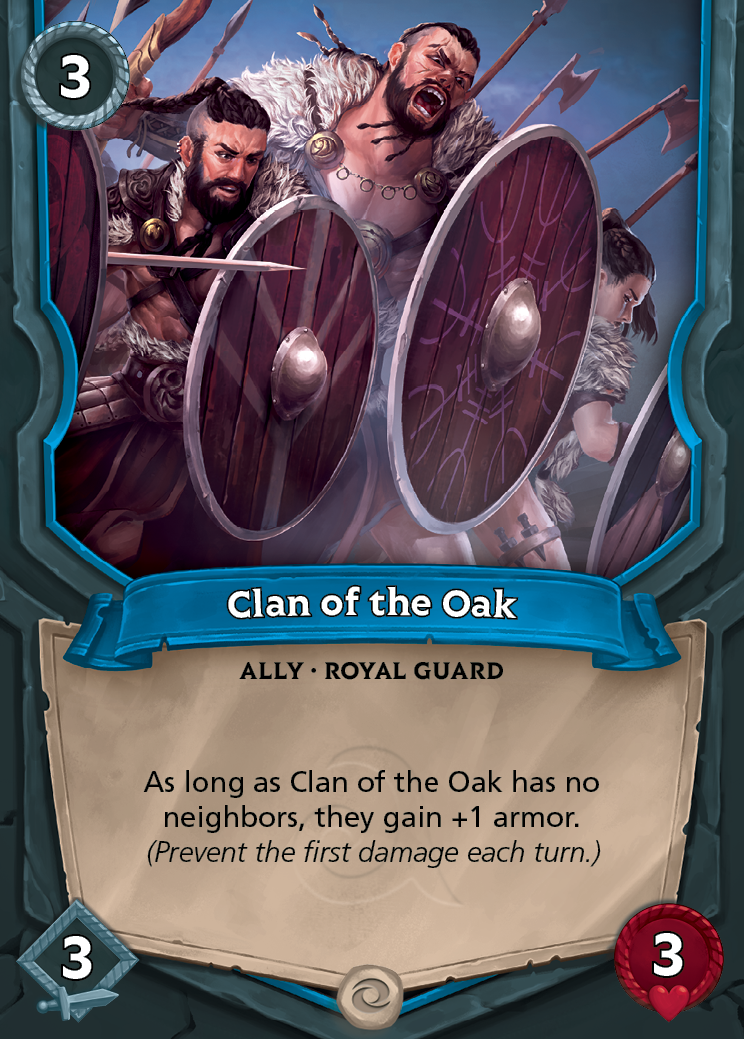 3
Clan of the Oak
ALLY · ROYAL GUARD
As long as Clan of the Oak has no
neighbors, they gain +1 armor.
(Prevent the first damage each turn.)
3
3